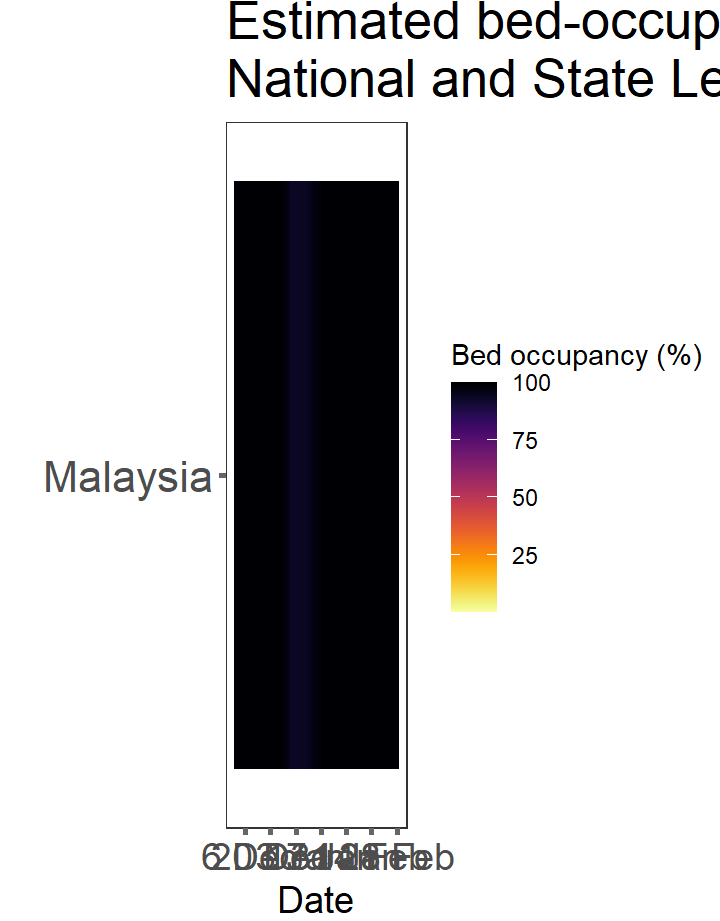 Estimated bed-occup
National and State Le
Bed occupancy (%)
100
75
50
25
Malaysia
Date